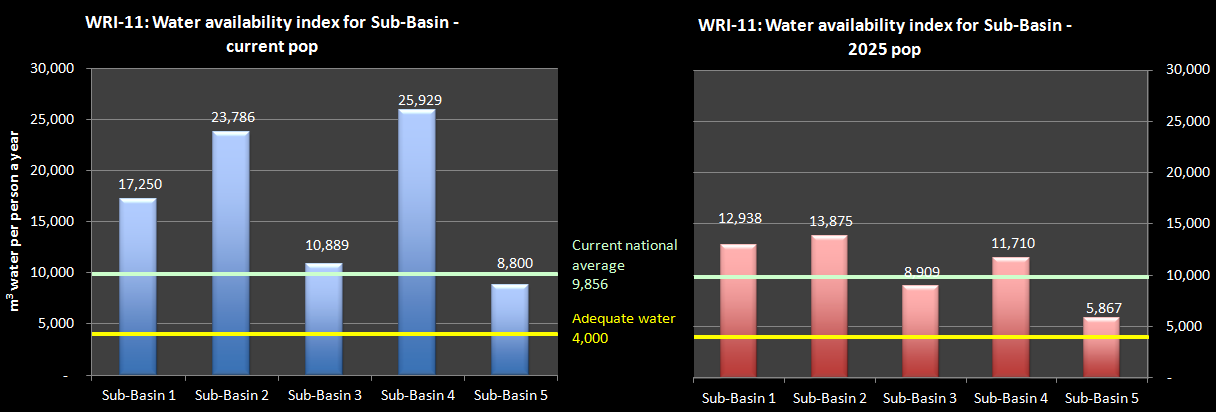 WRI-11: Water availability index for Sub-Basin -
current pop
m³ water per person a year
30,000
25,000
20,000
15,000
10,000
5,000
-
17,250
23,786
10,889
25,929
8,800
Sub-Basin 1
Sub-Basin 2
Sub-Basin 3
Sub-Basin 4
Sub-Basin 5
Current national
average
9,856
Adequate water
4,000
WRI-11: Water availability index for Sub-Basin -
2025 pop
30,000
25,000
20,000
15,000
10,000
5,000
-
12,938
13,875
8,909
11,710
5,867
Sub-Basin 1
Sub-Basin 2
Sub-Basin 3
Sub-Basin 4
Sub-Basin 5